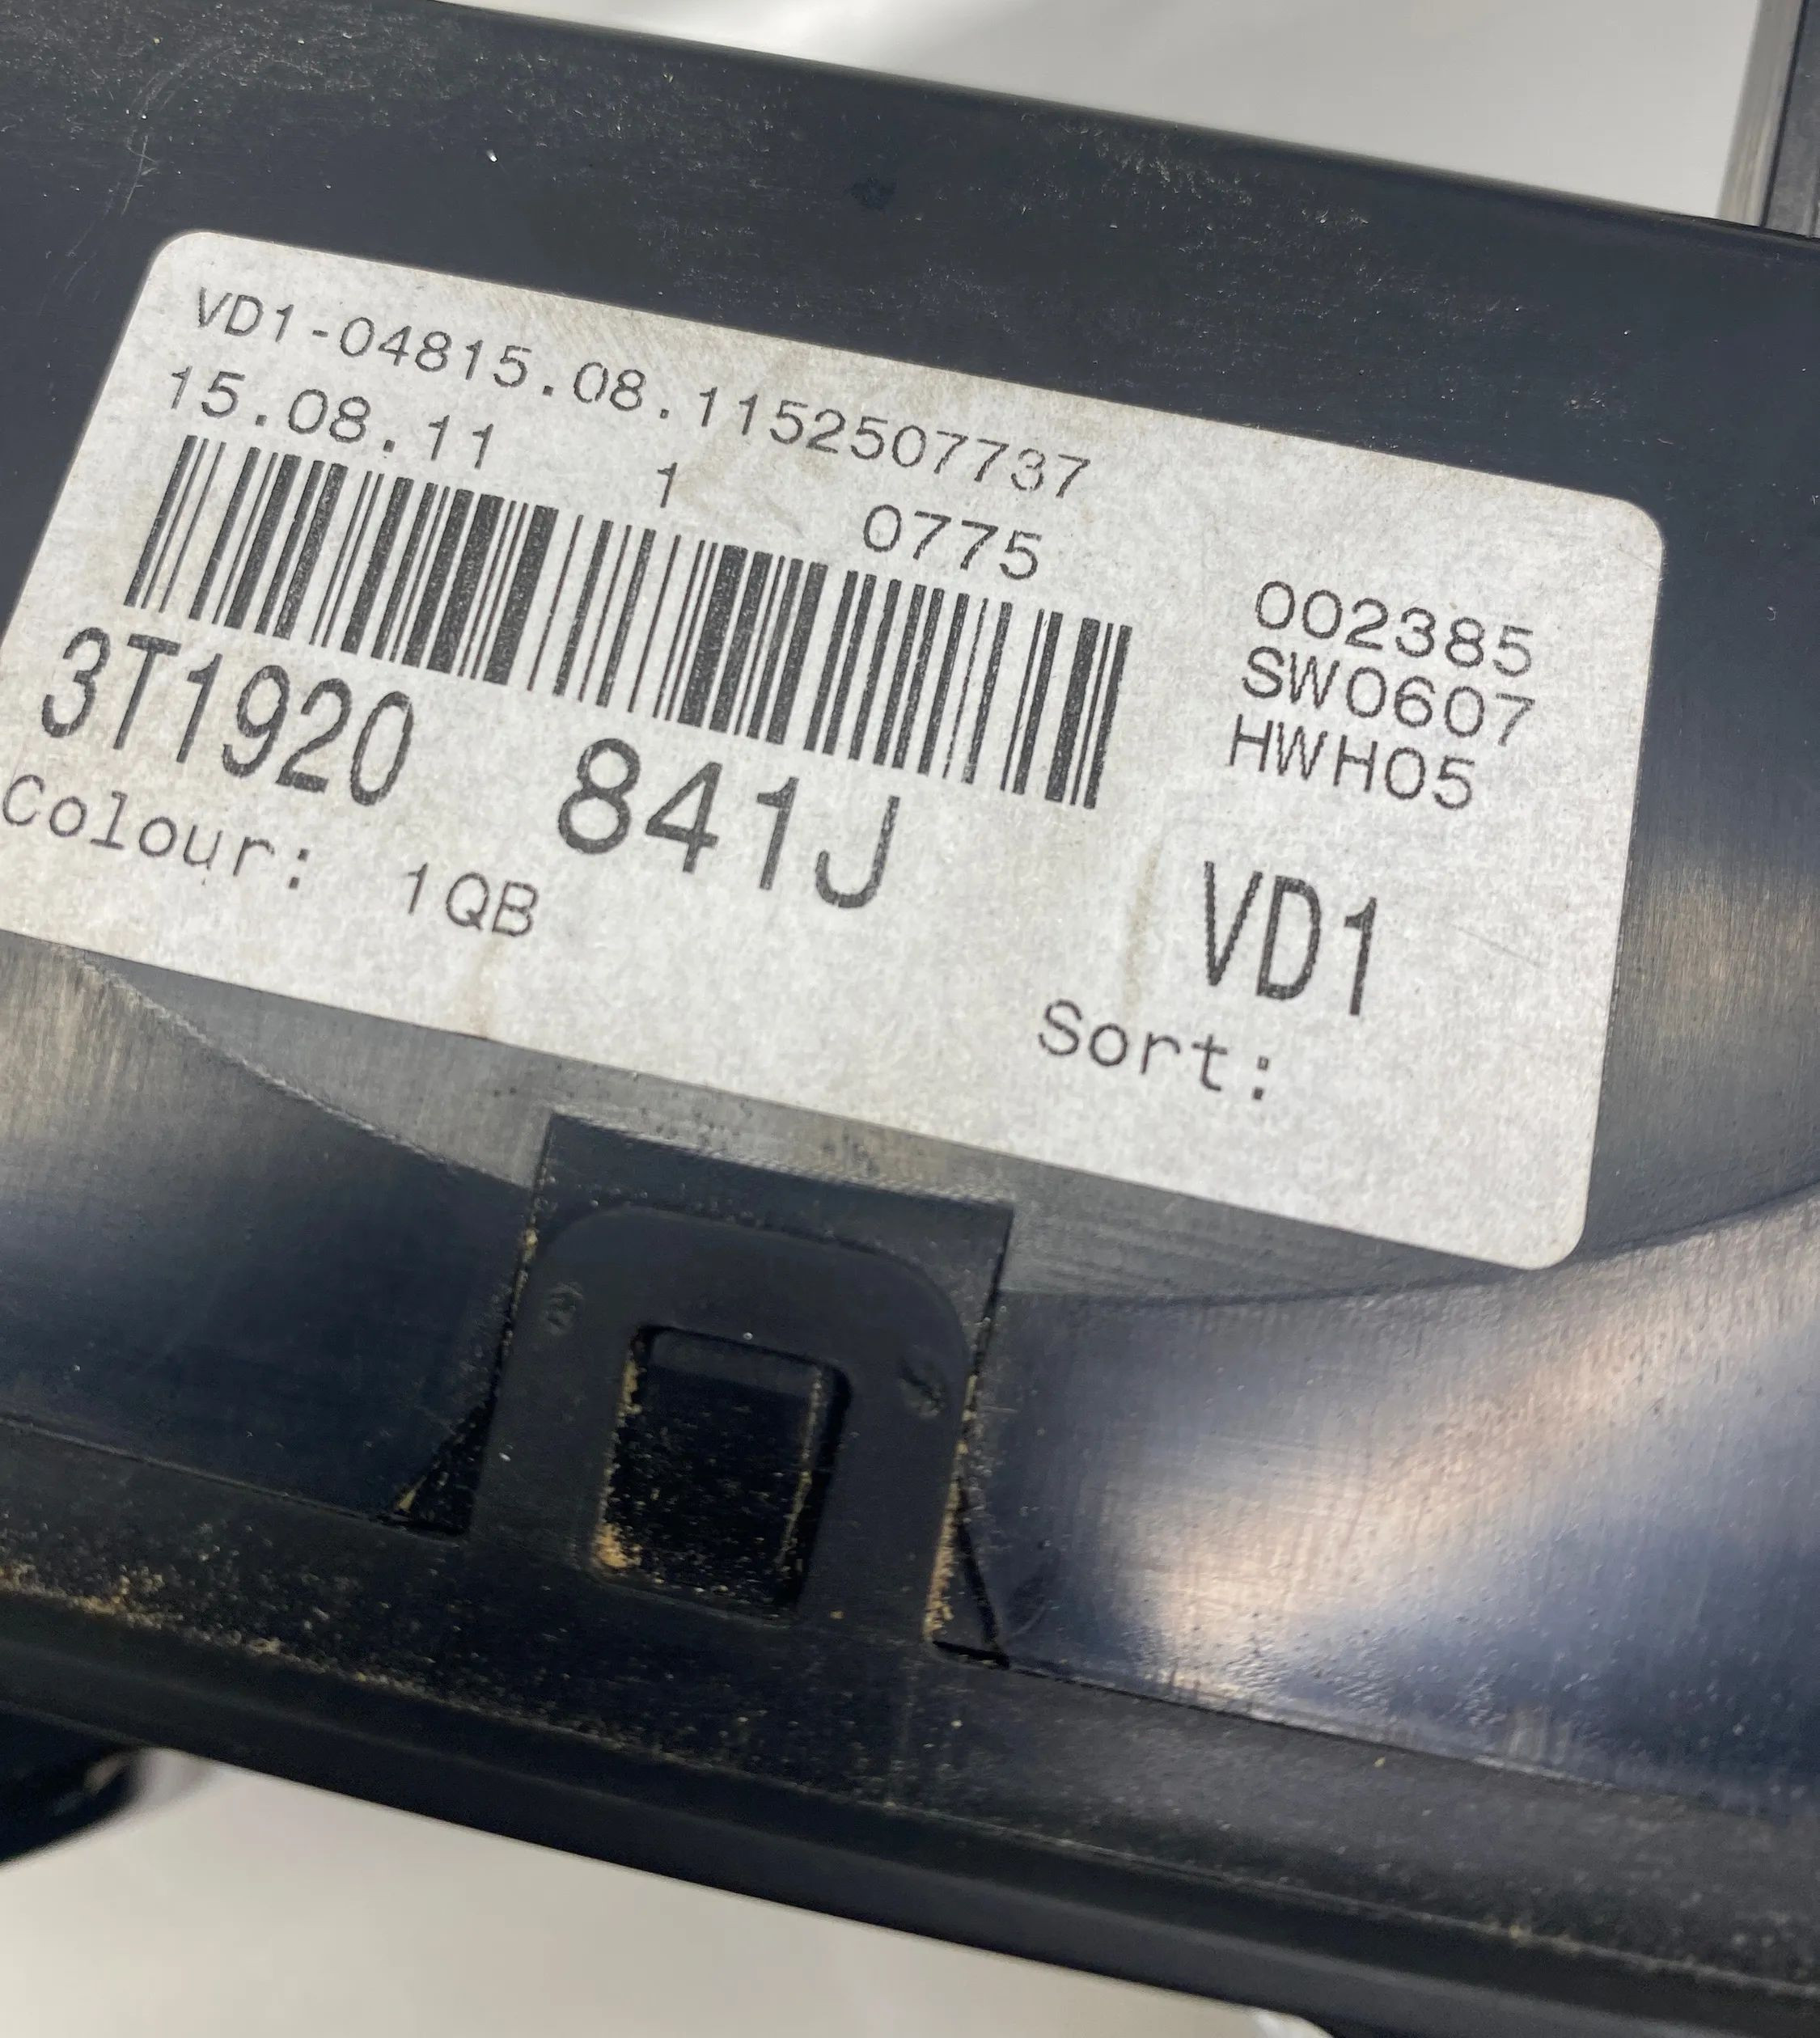 VD1-04815.08.1152507737
15.08.11 1 0775
002385
SW0607
HWH05
3T1920 841J
VD1
Colour: 1QB
Sort: